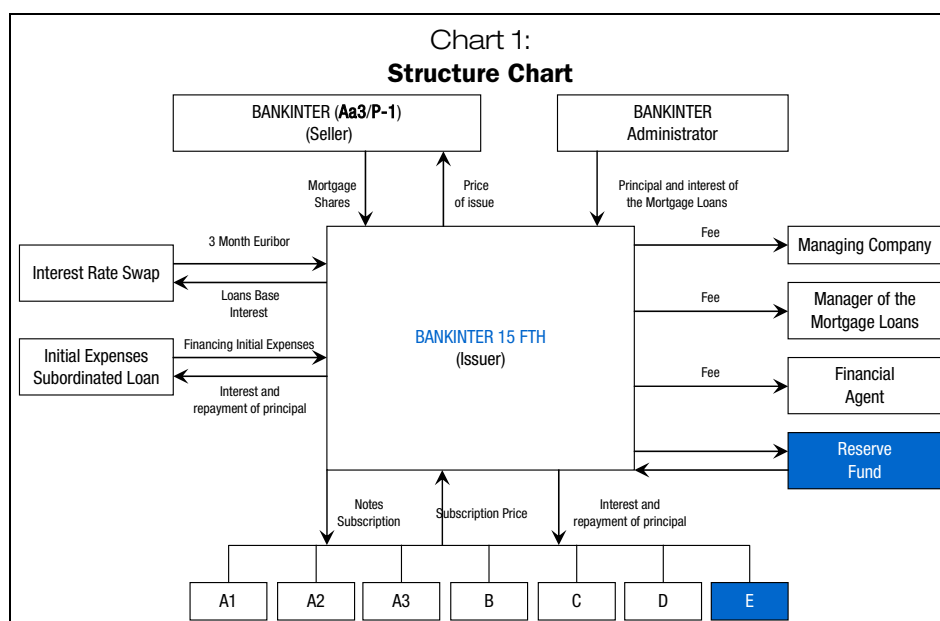 Chart 1:
Structure Chart
BANKINTER (Aa3/P-1)
(Seller)
BANKINTER
Administrator
Mortgage
Shares
Price
of issue
Principal and interest of
the Mortgage Loans
3 Month Euribor
Interest Rate Swap
Loans Base
Interest
Financing Initial Expenses
Initial Expenses
Subordinated Loan
Interest and
repayment of principal
BANKINTER 15 FTH
(Issuer)
Fee
Managing Company
Fee
Manager of the
Mortgage Loans
Fee
Financial
Agent
Reserve
Fund
Notes
Subscription
Subscription Price
Interest and
repayment of principal
A1
A2
A3
B
C
D
E